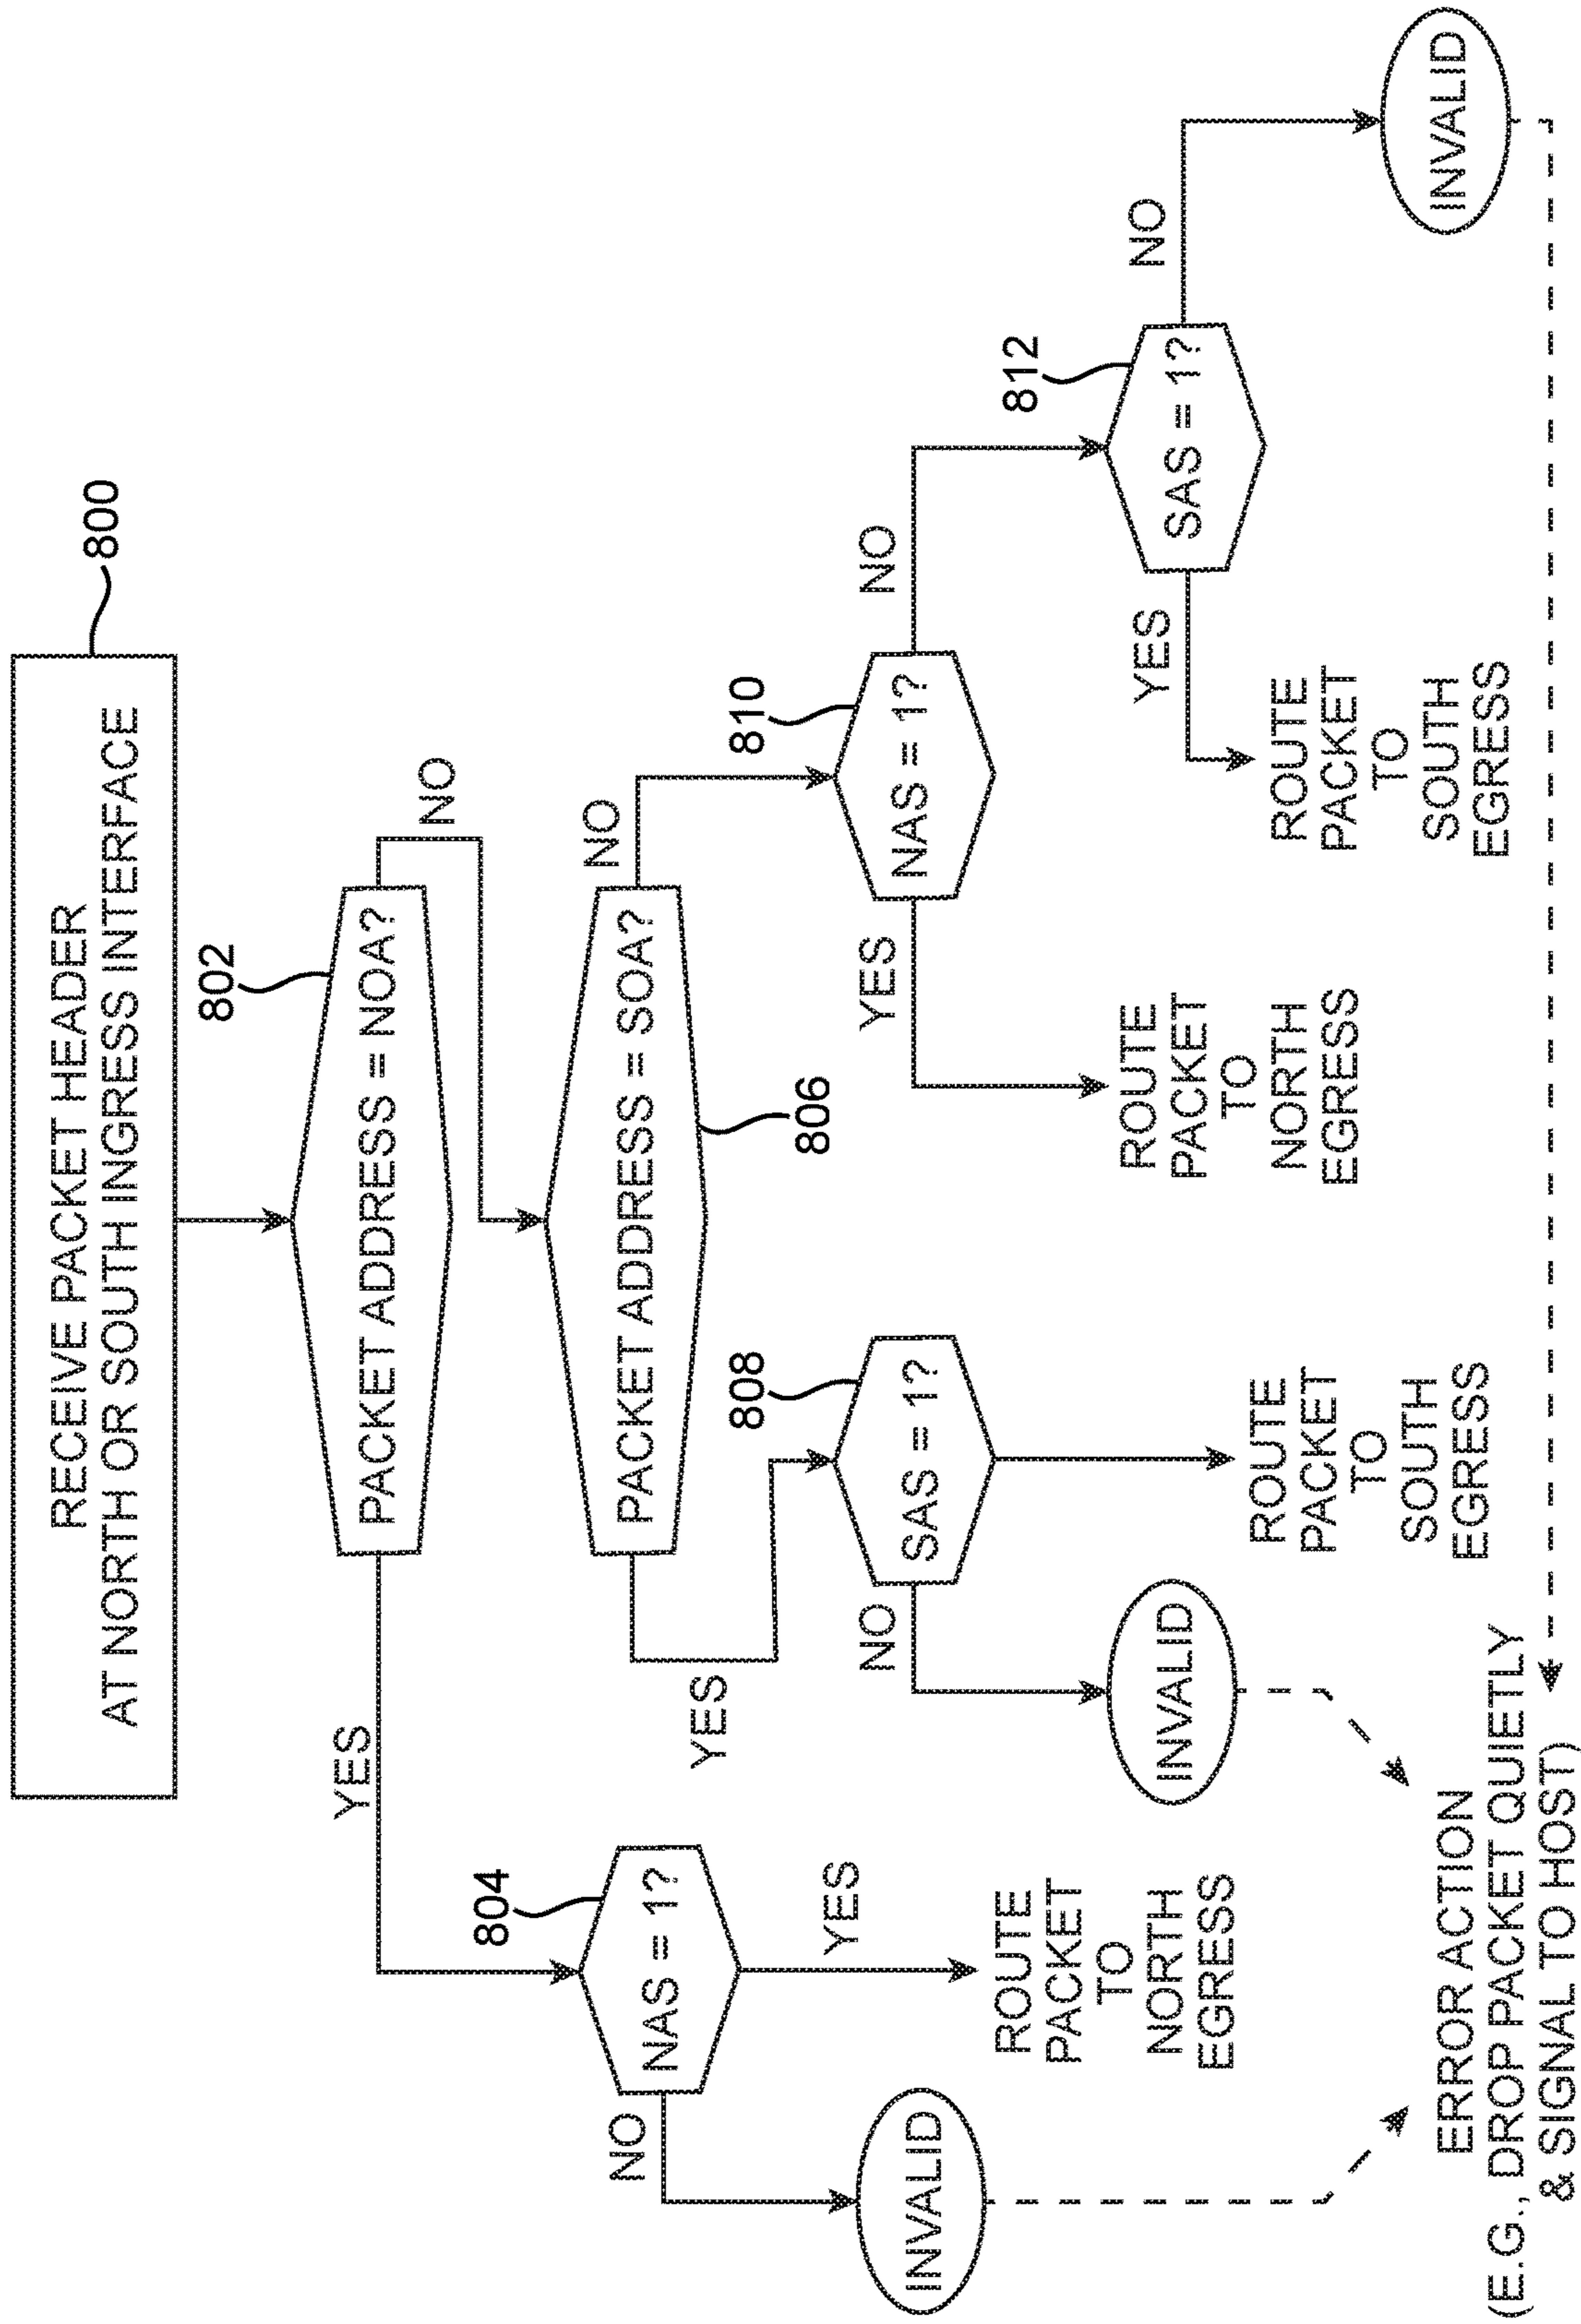 RECEIVE PACKET HEADER
AT NORTH OR SOUTH INGRESS INTERFACE
800
802
PACKET ADDRESS = NOA?
YES
NO
804
NAS = 1?
NO
YES
INVALID
ROUTE
PACKET
TO
NORTH
EGRESS
PACKET ADDRESS = SOA?
806
YES
NO
808
SAS = 1?
NO
INVALID
ROUTE
PACKET
TO
SOUTH
EGRESS
810
NAS = 1?
YES
NO
ROUTE
PACKET
TO
NORTH
EGRESS
812
SAS = 1?
YES
NO
ROUTE
PACKET
TO
SOUTH
EGRESS
INVALID
ERROR ACTION
(E.G., DROP PACKET QUIETLY
& SIGNAL TO HOST)